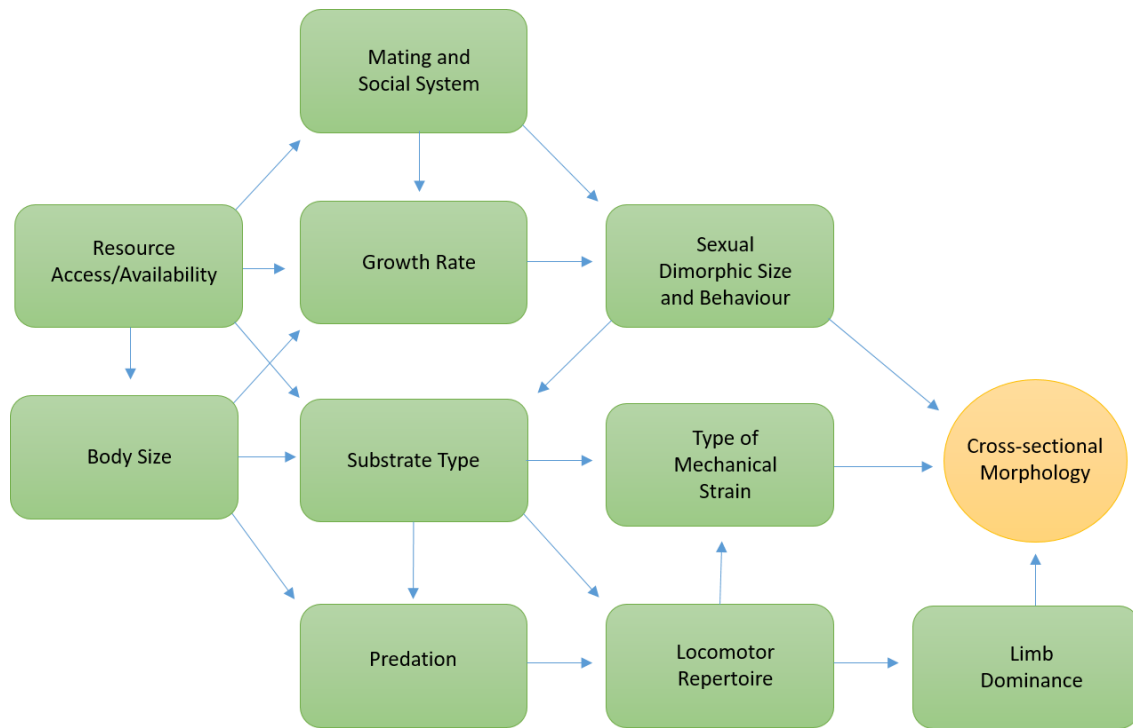 Mating and
Social System
Resource
Access/Availability
Growth Rate
Sexual
Dimorphic Size
and Behaviour
Body Size
Substrate Type
Type of
Mechanical
Strain
Cross-sectional
Morphology
Predation
Locomotor
Repertoire
Limb
Dominance